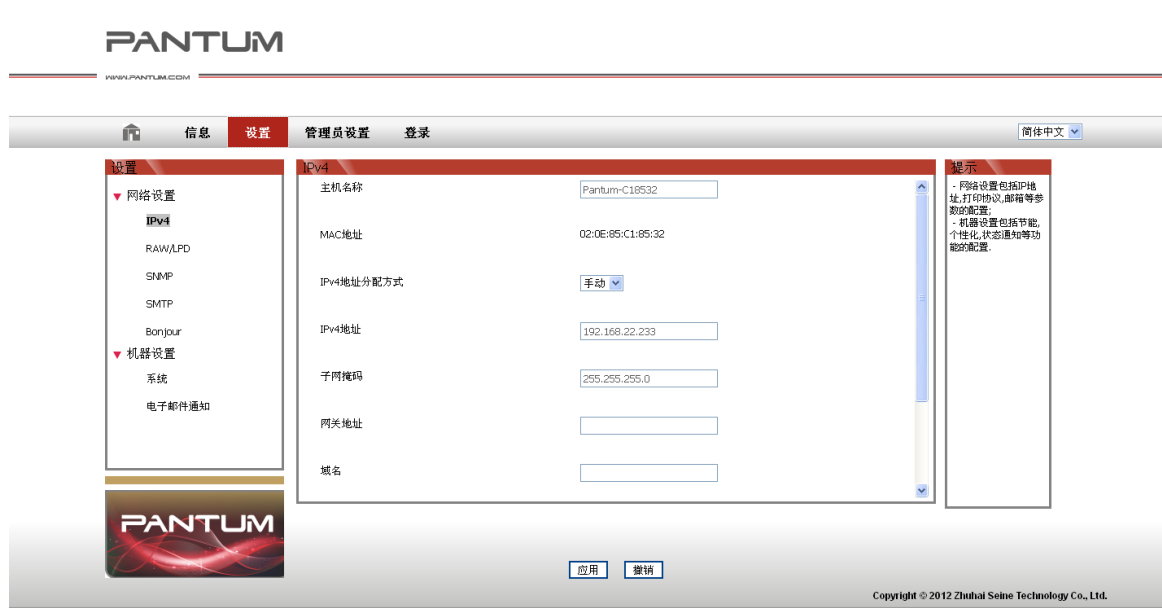 PANTUM
WWW.PANTUM.COM
信息 设置 管理员设置 登录 简体中文
设置
网络设置
IPv4
RAW/LPD
SNMP
SMTP
Bonjour
机器设置
系统
电子邮件通知
PANTUM
IPv4
主机名称 Pantum-C18532
MAC地址 02:0E:85:C1:85:32
IPv4地址分配方式 手动
IPv4地址 192.168.22.233
子网掩码 255.255.255.0
网关地址
域名
提示
- 网络设置包括IP地
址,打印协议,邮箱等参
数的配置;
- 机器设置包括节能,
个性化,状态通知等功
能的配置.
应用 撤销
Copyright © 2012 Zhuhai Seine Technology Co., Ltd.